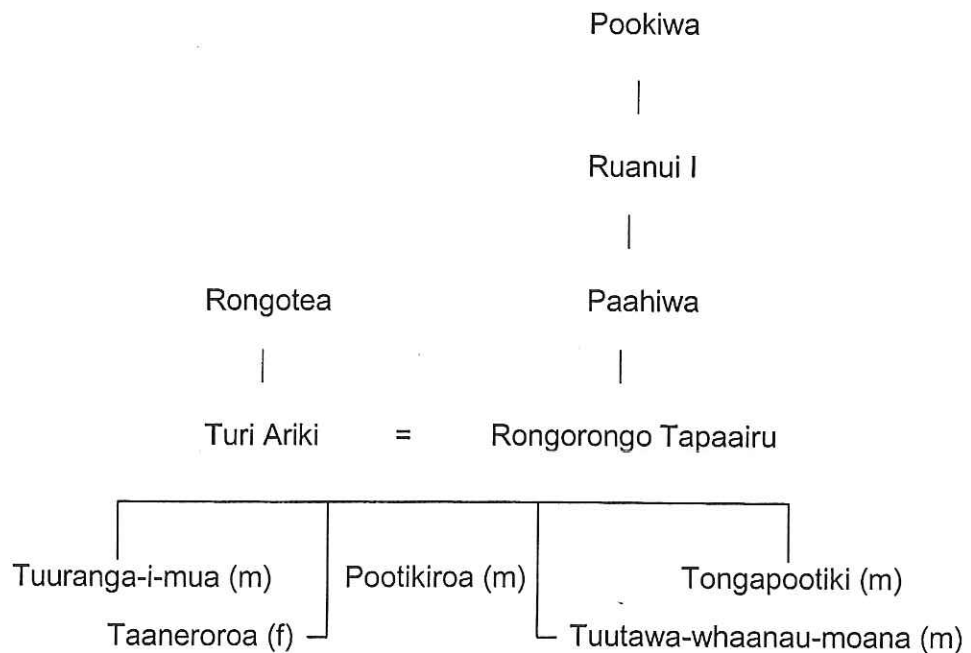 Pookiwa
Ruanui I
Rongotea Paahiwa
Turi Ariki = Rongorongo Tapaairu
Tuuranga-i-mua (m) Pootikiroa (m) Tongapootiki (m)
Taaneroroa (f) Tuutawa-whaanau-moana (m)